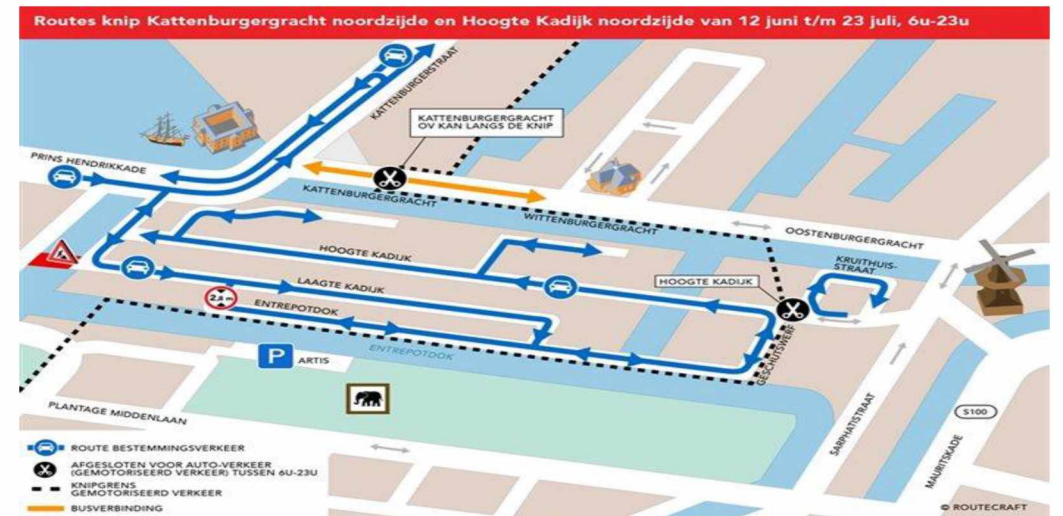 Routes knip Kattenburgergracht noordzijde en Hoogte Kadijk noordzijde van 12 juni t/m 23 juli, 6u-23u
KATTENBURGERSTRAAT
KATTENBURGERGRACHT
OV KAN LANGS DE KNIP
PRINS HENDRIKKADE
KATTENBURGERGRACHT
WITTENBURGERGRACHT
OOSTENBURGERGRACHT
HOOGTE KADIJK
KRUITHUIS-
STRAAT
HOOGTE KADIJK
LAAGTE KADIJK
ENTREPOTDOK
ENTREPOTDOK
GESCHUTSWERF
P
ARTIS
PLANTAGE MIDDENLAAN
SARPHATISTRAAT
MAURITSKADE
S100
ROUTE BESTEMMINGSVERKEER
AFGESLOTEN VOOR AUTO-VERKEER
(GEMOTORISEERD VERKEER) TUSSEN 6U-23U
KNIPGRENS
GEMOTORISEERD VERKEER
BUSVERBINDING
© ROUTECRAFT